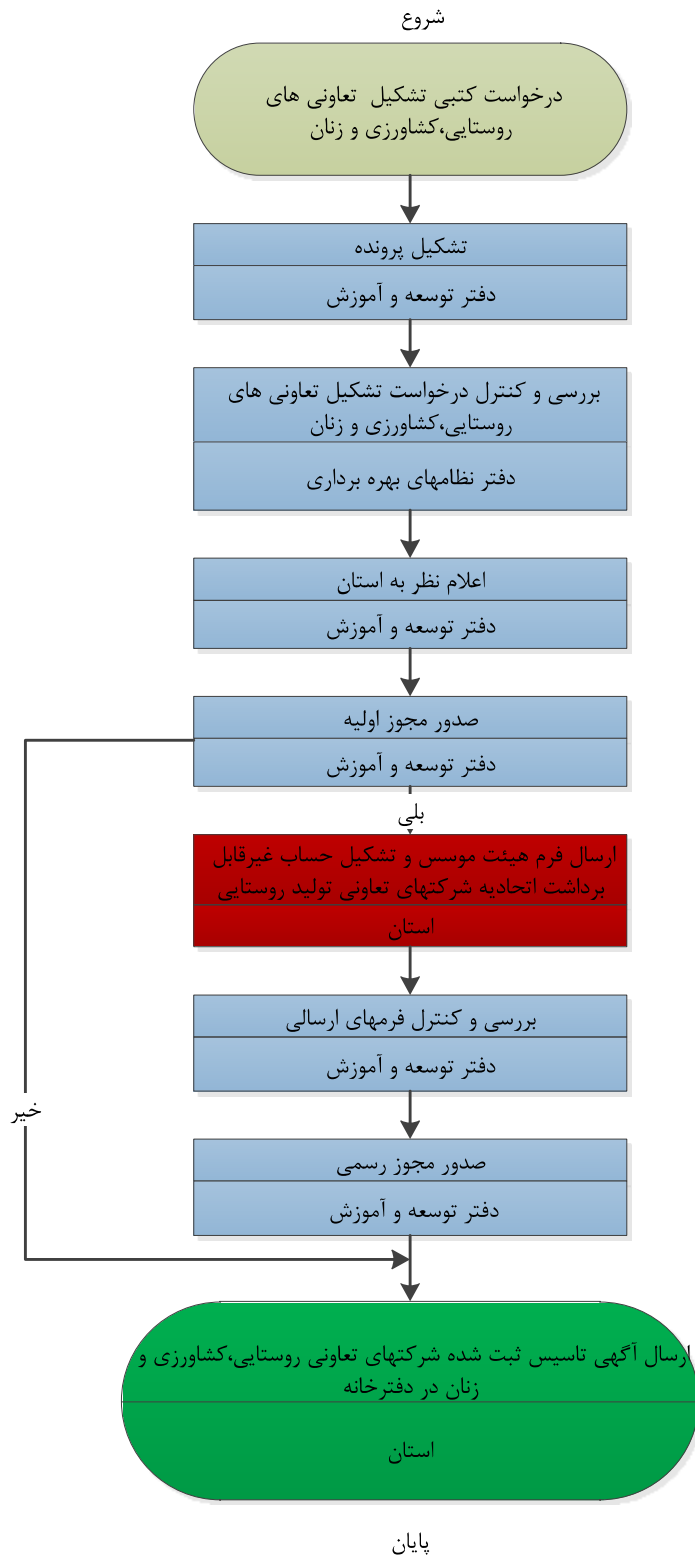 شروع
درخواست کتبی تشکیل تعاونی های
روستایی،کشاورزی و زنان
تشکیل پرونده
دفتر توسعه و آموزش
بررسی و کنترل درخواست تشکیل تعاونی های
روستایی،کشاورزی و زنان
دفتر نظامهای بهره برداری
اعلام نظر به استان
دفتر توسعه و آموزش
صدور مجوز اولیه
دفتر توسعه و آموزش
بلی
ارسال فرم هیئت موسس و تشکیل حساب غیرقابل
برداشت اتحادیه شرکتهای تعاونی تولید روستایی
استان
بررسی و کنترل فرمهای ارسالی
دفتر توسعه و آموزش
خیر
صدور مجوز رسمی
دفتر توسعه و آموزش
ارسال آگهی تاسیس ثبت شده شرکتهای تعاونی روستایی،کشاورزی و
زنان در دفترخانه
استان
پایان